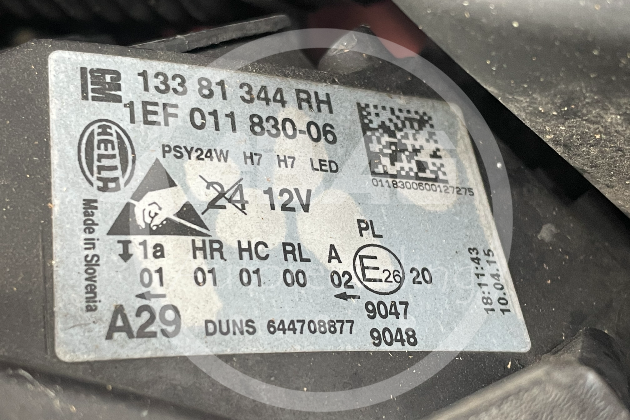 GM 133 81 344 RH
1EF 011 830-06
HELLA
PSY24W H7 H7 LED
0118300600127275
24 12V
Made in Slovenia
PL
1a HR HC RL A
01 01 01 00 02 E26 20
9047
A29 DUNS 644708877
9048
18:11:43
10.04.15